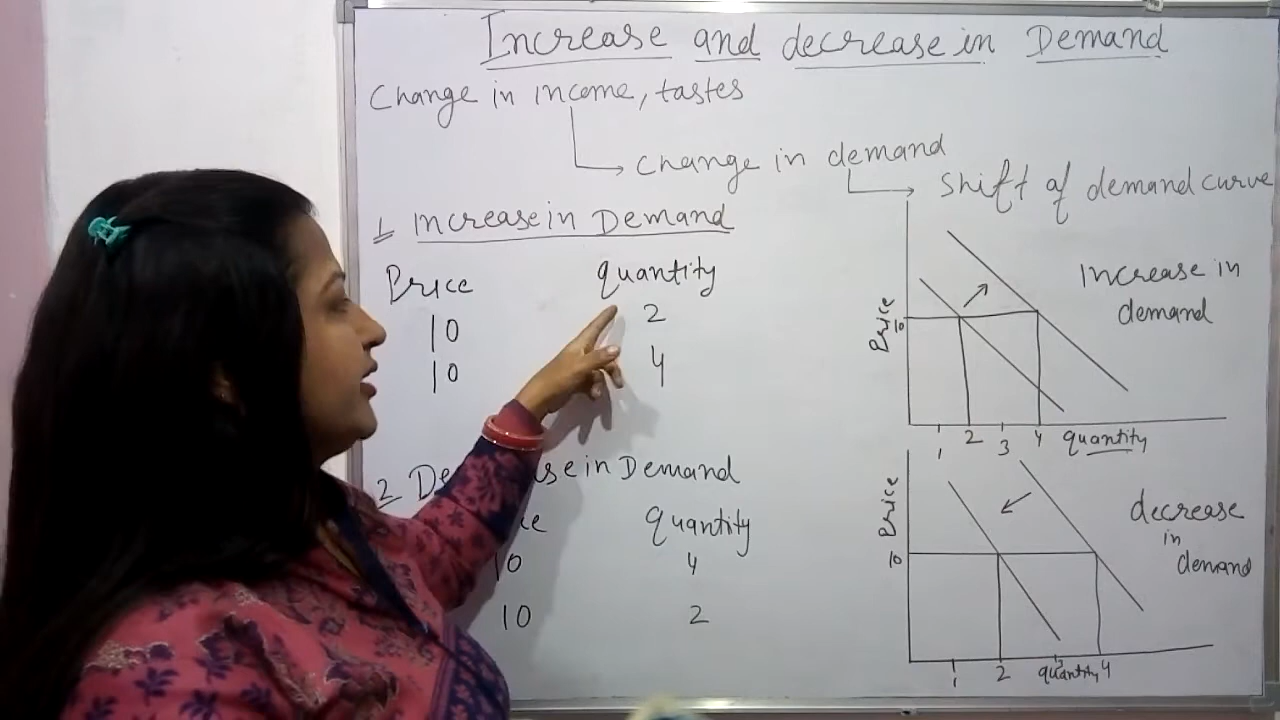 Increase and decrease in Demand
Change in income, tastes
Change in demand
Shift of demand curve
1 Increase in Demand
Price quantity
10 2
10 4
2 in Demand
quantity
10 4
10 2
Increase in
demand
Price
10
1 2 3 4 quantity
decrease
in
demand
Price
10
1 2 3 4
quantity